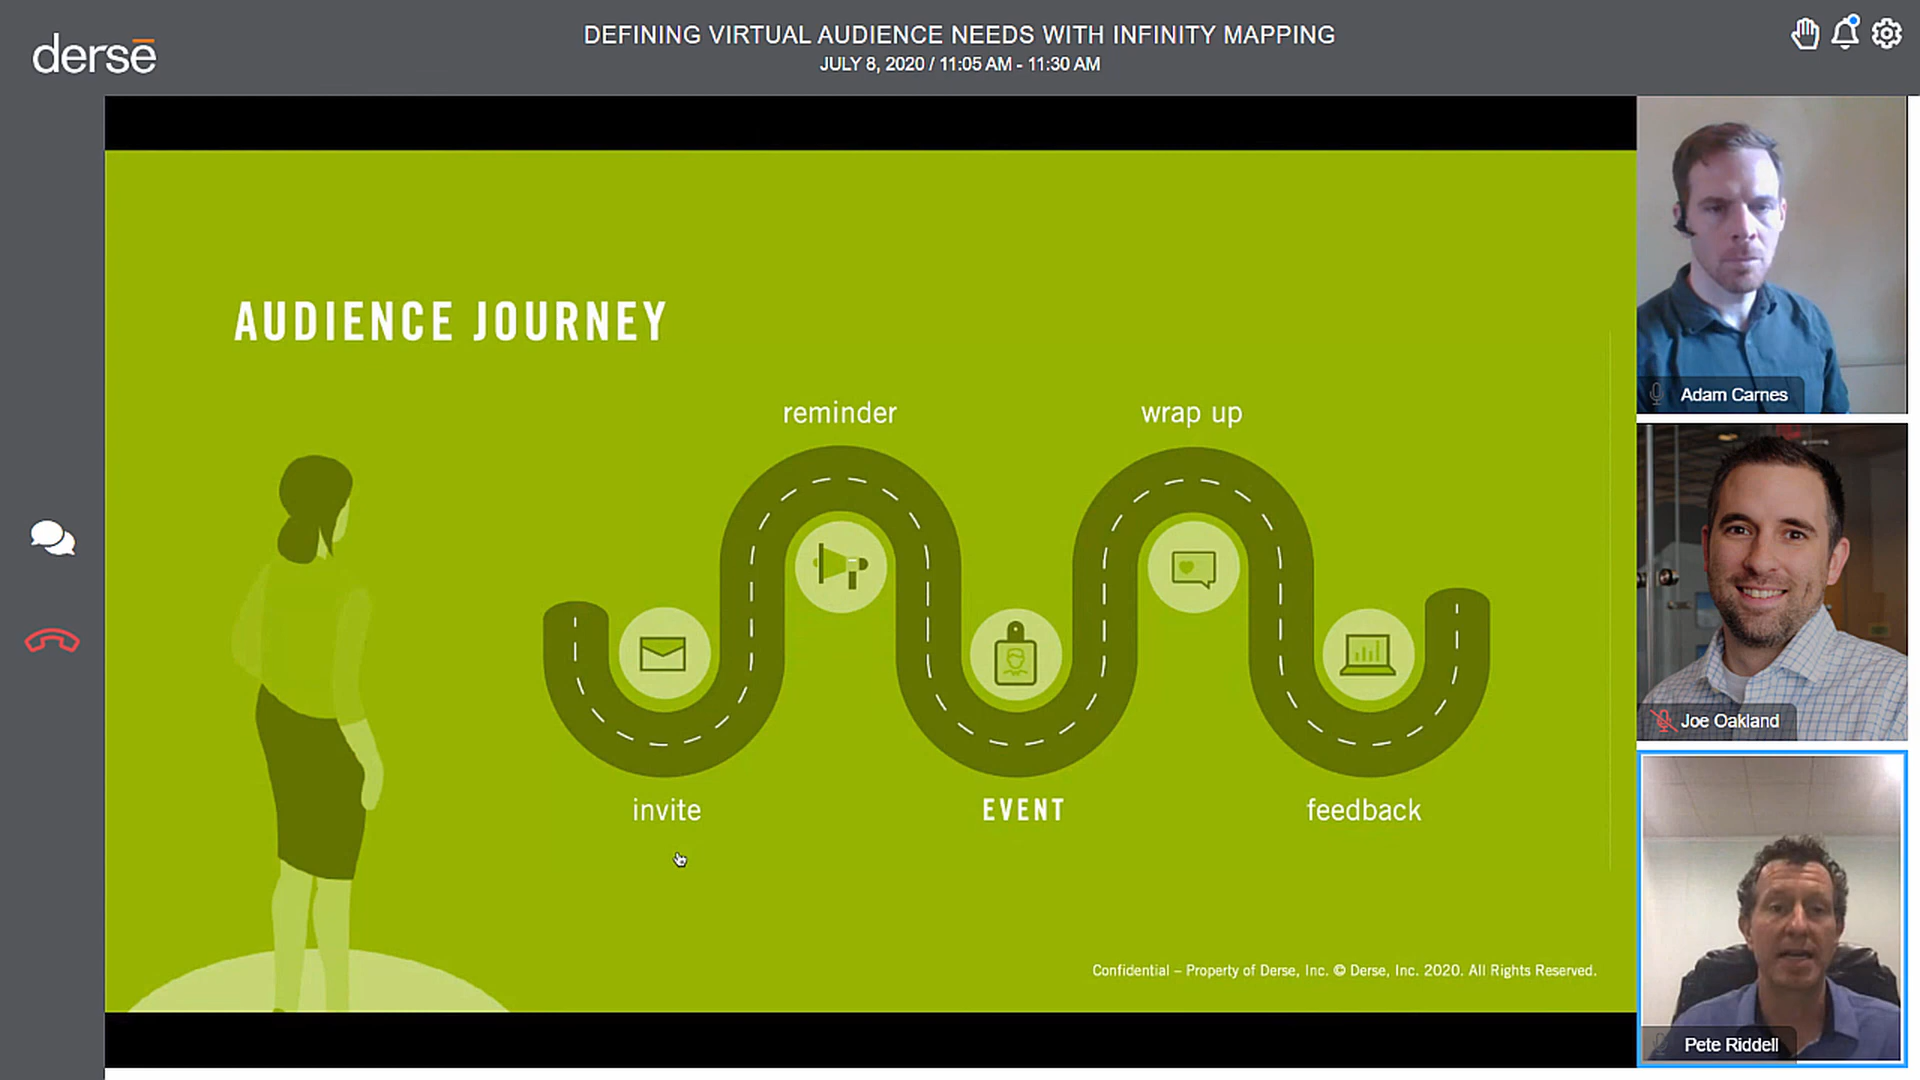 DEFINING VIRTUAL AUDIENCE NEEDS WITH INFINITY MAPPING
JULY 8, 2020 / 11:05 AM - 11:30 AM
dersē
AUDIENCE JOURNEY
reminder
wrap up
invite
EVENT
feedback
Confidential – Property of Derse, Inc. © Derse, Inc. 2020. All Rights Reserved.
Adam Carnes
Joe Oakland
Pete Riddell